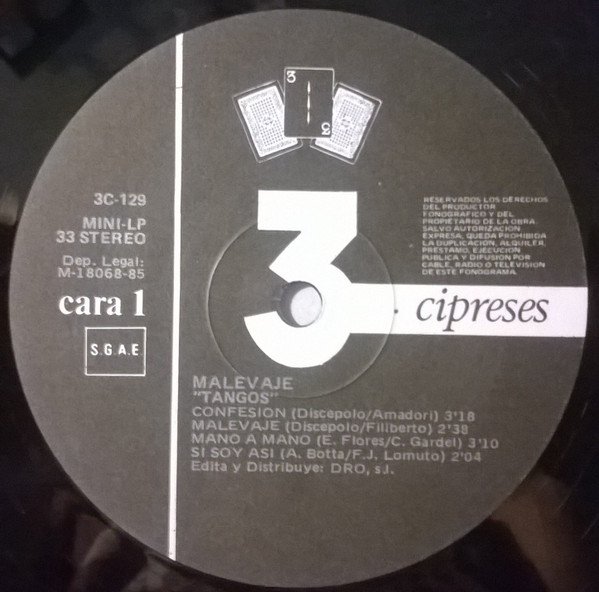 3
3
3C-129
MINI-LP
33 STEREO
Dep. Legal:
M-18068-85
cara 1
S.G.A.E
RESERVADOS LOS DERECHOS
DEL PRODUCTOR
FONOGRAFICO Y DEL
PROPIETARIO DE LA OBRA.
SALVO AUTORIZACION
EXPRESA, QUEDA PROHIBIDA
LA DUPLICACION, ALQUILER,
PRESTAMO, EJECUCION
PUBLICA Y DIFUSION POR
CABLE, RADIO O TELEVISION
DE ESTE FONOGRAMA.
3 cipreses
MALEVAJE
"TANGOS"
CONFESION (Discepolo/Amadori) 3'18
MALEVAJE (Discepolo/Filiberto) 2'38
MANO A MANO (E. Flores/C. Gardel) 3'10
SI SOY ASI (A. Botta/F.J. Lomuto) 2'04
Edita y Distribuye: DRO, s.l.